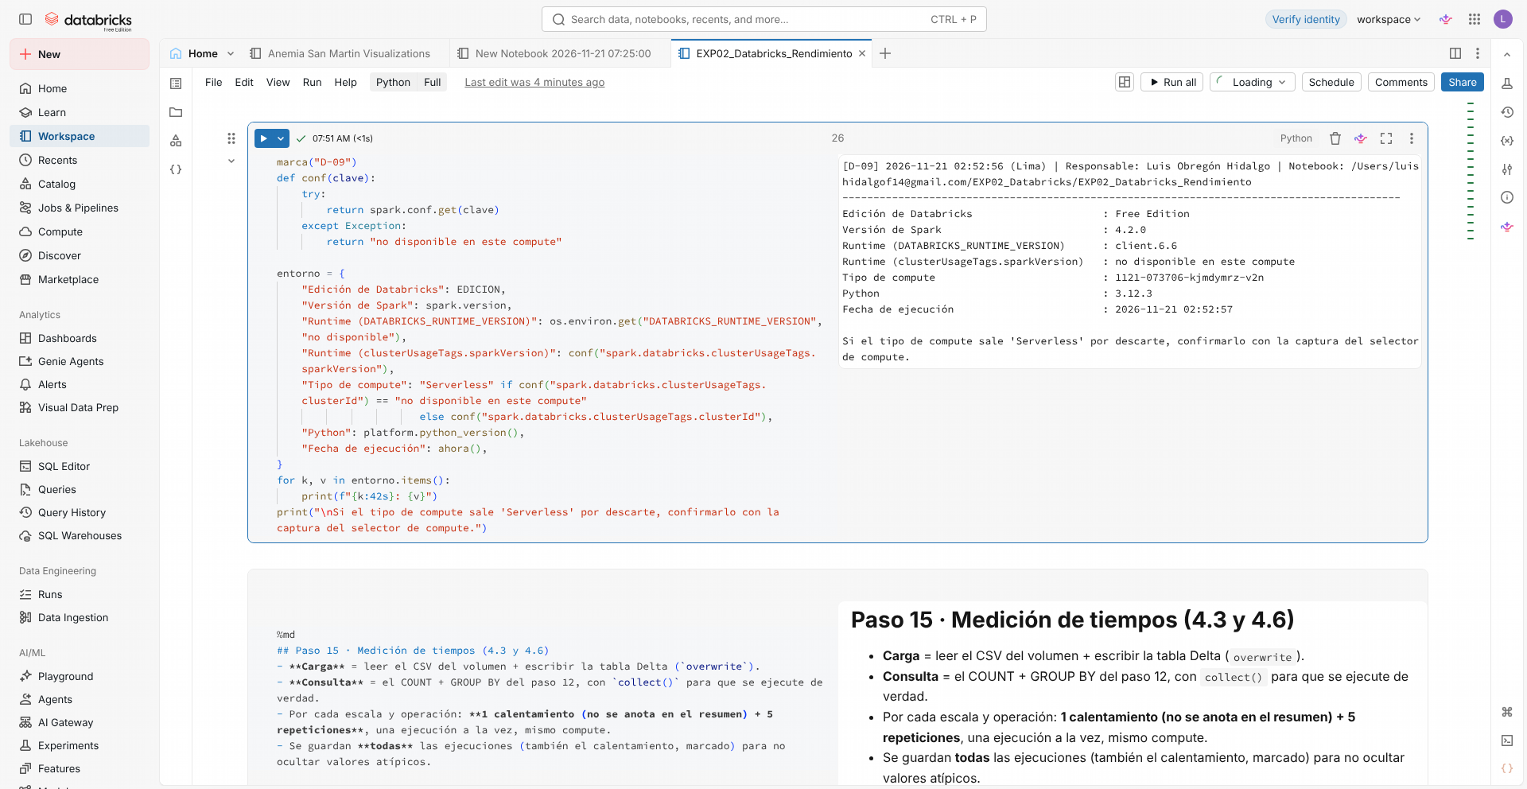 databricks
Free Edition
Search data, notebooks, recents, and more...
CTRL + P
Verify identity
workspace
L
New
Home
Learn
Workspace
Recents
Catalog
Jobs & Pipelines
Compute
Discover
Marketplace
Analytics
Dashboards
Genie Agents
Alerts
Visual Data Prep
Lakehouse
SQL Editor
Queries
Query History
SQL Warehouses
Data Engineering
Runs
Data Ingestion
AI/ML
Playground
Agents
AI Gateway
Experiments
Features
Home
Anemia San Martin Visualizations
New Notebook 2026-11-21 07:25:00
EXP02_Databricks_Rendimiento
File Edit View Run Help Python Full Last edit was 4 minutes ago
Run all
Loading
Schedule
Comments
Share
07:51 AM (<1s)
26
Python
marca("D-09")
def conf(clave):
try:
return spark.conf.get(clave)
except Exception:
return "no disponible en este compute"
entorno = {
"Edición de Databricks": EDICION,
"Versión de Spark": spark.version,
"Runtime (DATABRICKS_RUNTIME_VERSION)": os.environ.get("DATABRICKS_RUNTIME_VERSION",
"no disponible"),
"Runtime (clusterUsageTags.sparkVersion)": conf("spark.databricks.clusterUsageTags.
sparkVersion"),
"Tipo de compute": "Serverless" if conf("spark.databricks.clusterUsageTags.
clusterId") == "no disponible en este compute"
else conf("spark.databricks.clusterUsageTags.clusterId"),
"Python": platform.python_version(),
"Fecha de ejecución": ahora(),
}
for k, v in entorno.items():
print(f"{k:42s}: {v}")
print("\nSi el tipo de compute sale 'Serverless' por descarte, confirmarlo con la
captura del selector de compute.")
[D-09] 2026-11-21 02:52:56 (Lima) | Responsable: Luis Obregón Hidalgo | Notebook: /Users/luis
hidalgof14@gmail.com/EXP02_Databricks/EXP02_Databricks_Rendimiento
----------------------------------------------------------------------------------------------------
Edición de Databricks : Free Edition
Versión de Spark : 4.2.0
Runtime (DATABRICKS_RUNTIME_VERSION) : client.6.6
Runtime (clusterUsageTags.sparkVersion) : no disponible en este compute
Tipo de compute : 1121-073706-kjmdymrz-v2n
Python : 3.12.3
Fecha de ejecución : 2026-11-21 02:52:57
Si el tipo de compute sale 'Serverless' por descarte, confirmarlo con la captura del selector
de compute.
%md
## Paso 15 · Medición de tiempos (4.3 y 4.6)
- **Carga** = leer el CSV del volumen + escribir la tabla Delta (`overwrite`).
- **Consulta** = el COUNT + GROUP BY del paso 12, con `collect()` para que se ejecute de
verdad.
- Por cada escala y operación: **1 calentamiento (no se anota en el resumen) + 5
repeticiones**, una ejecución a la vez, mismo compute.
- Se guardan **todas** las ejecuciones (también el calentamiento, marcado) para no
ocultar valores atípicos.
Paso 15 · Medición de tiempos (4.3 y 4.6)
• Carga = leer el CSV del volumen + escribir la tabla Delta ( overwrite ).
• Consulta = el COUNT + GROUP BY del paso 12, con collect() para que se ejecute de
verdad.
• Por cada escala y operación: 1 calentamiento (no se anota en el resumen) + 5
repeticiones, una ejecución a la vez, mismo compute.
• Se guardan todas las ejecuciones (también el calentamiento, marcado) para no ocultar
valores atípicos.